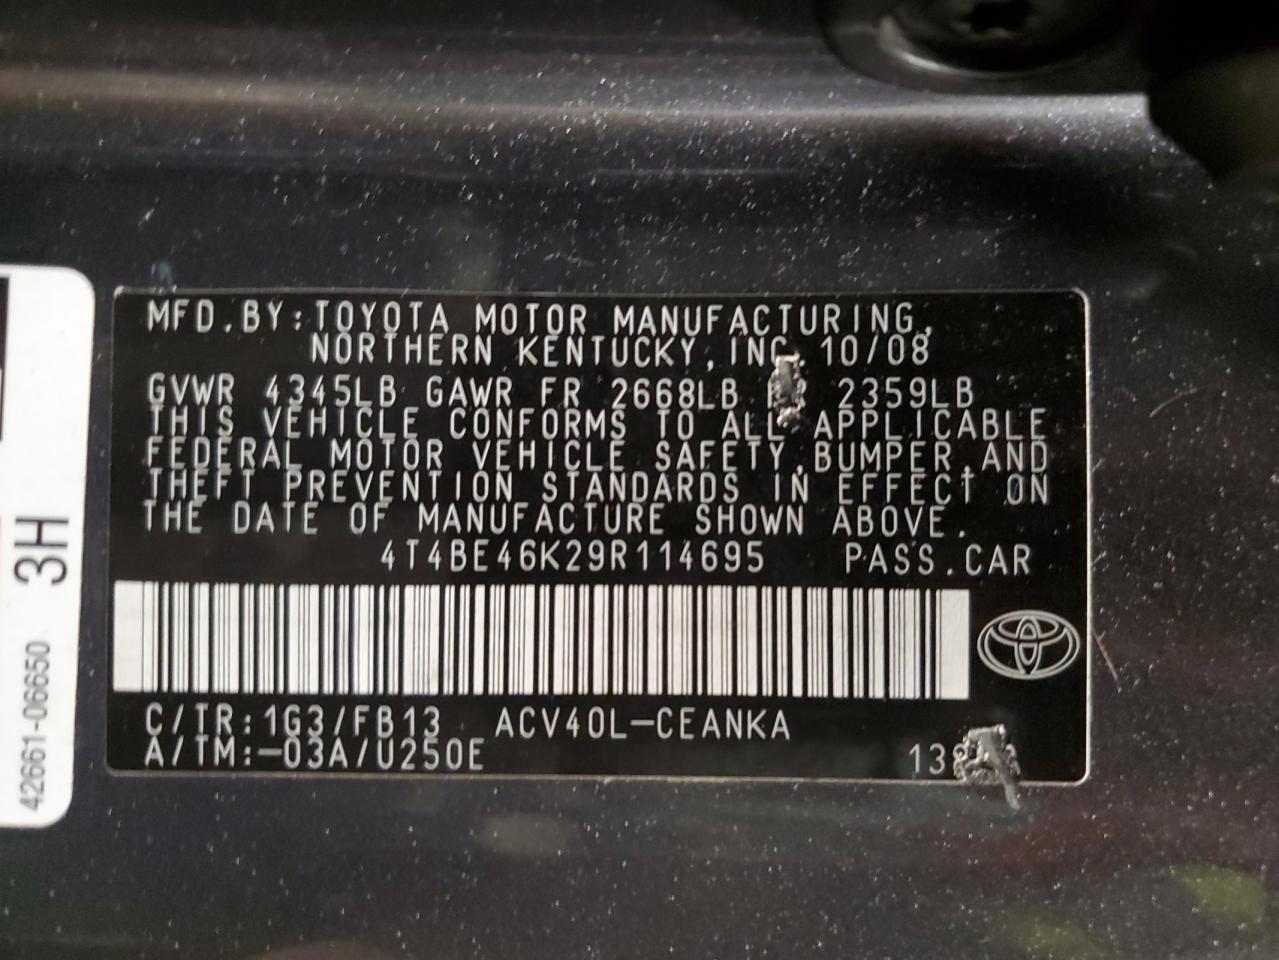 MFD.BY:TOYOTA MOTOR MANUFACTURING,
NORTHERN KENTUCKY,INC. 10/08
GVWR 4345LB GAWR FR 2668LB 2359LB
THIS VEHICLE CONFORMS TO ALL APPLICABLE
FEDERAL MOTOR VEHICLE SAFETY,BUMPER,AND
THEFT PREVENTION STANDARDS IN EFFECT ON
THE DATE OF MANUFACTURE SHOWN ABOVE.
4T4BE46K29R114695 PASS.CAR
C/TR:1G3/FB13 ACV40L-CEANKA
A/TM:-03A/U250E
3H
42661-06650